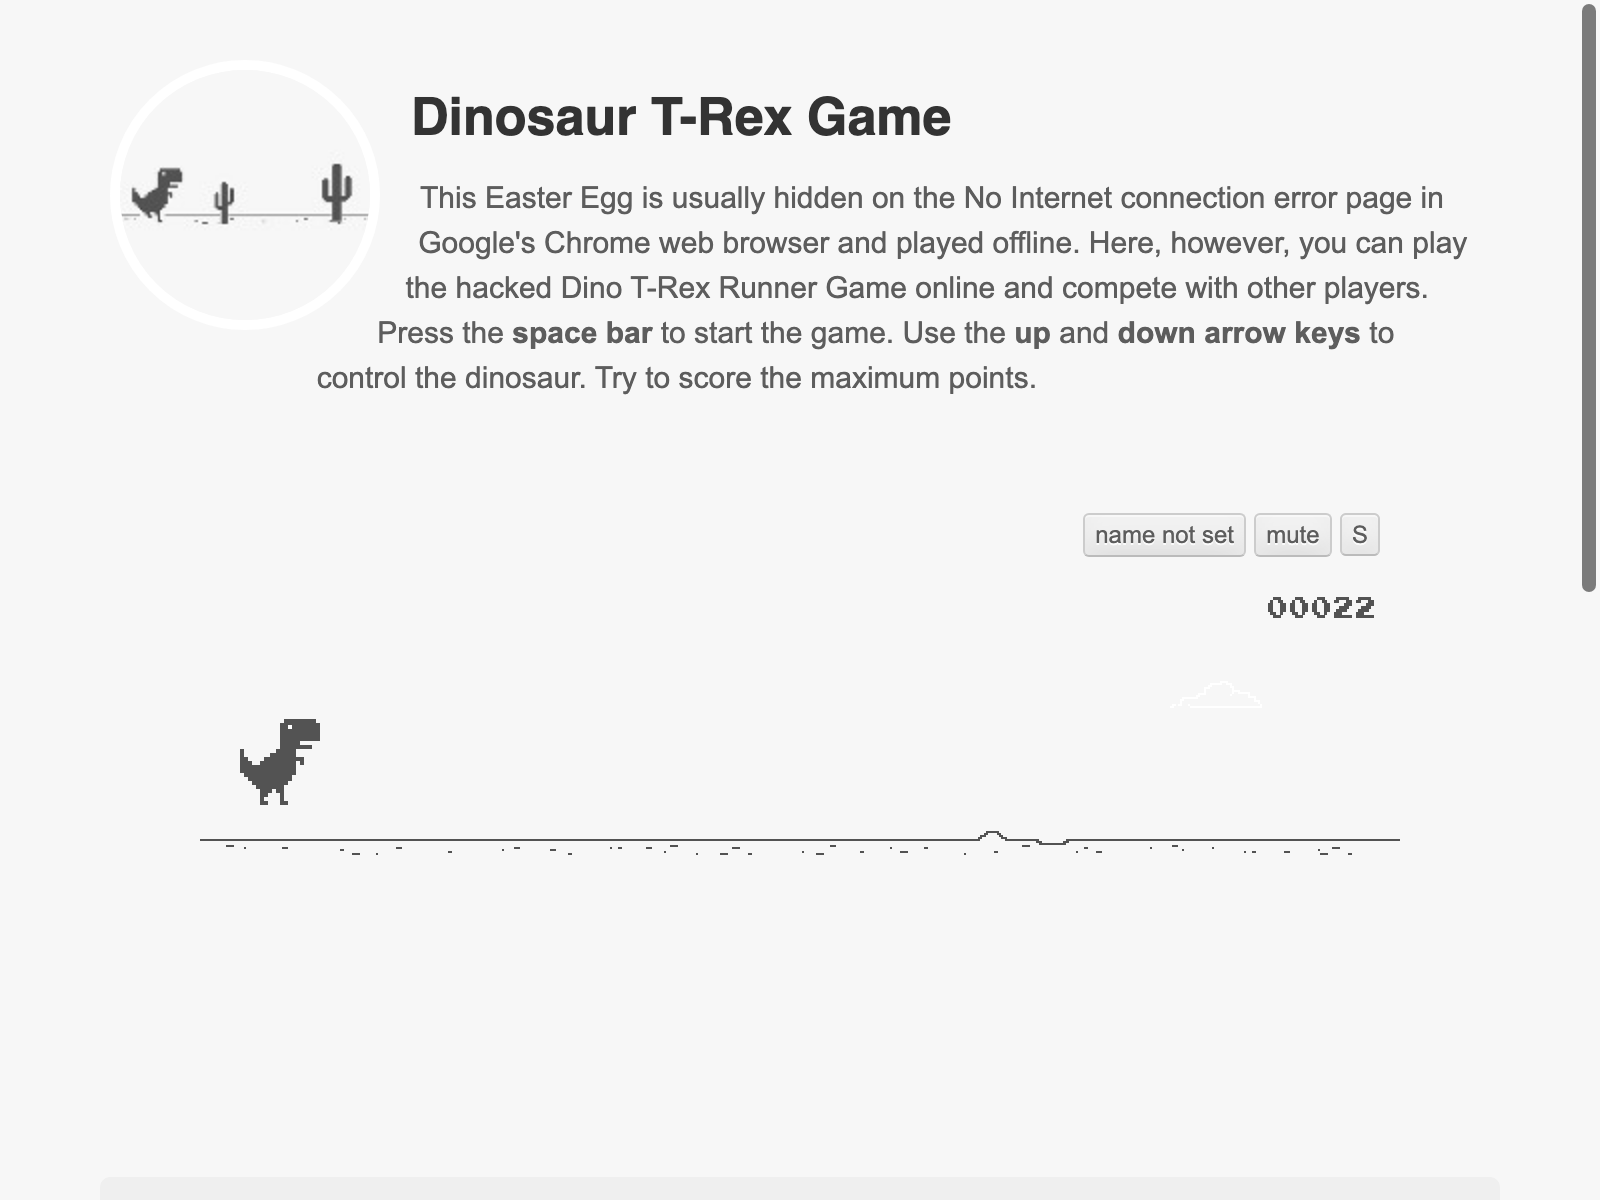 Dinosaur T-Rex Game
This Easter Egg is usually hidden on the No Internet connection error page in
Google's Chrome web browser and played offline. Here, however, you can play
the hacked Dino T-Rex Runner Game online and compete with other players.
Press the space bar to start the game. Use the up and down arrow keys to
control the dinosaur. Try to score the maximum points.
name not set mute S
00022